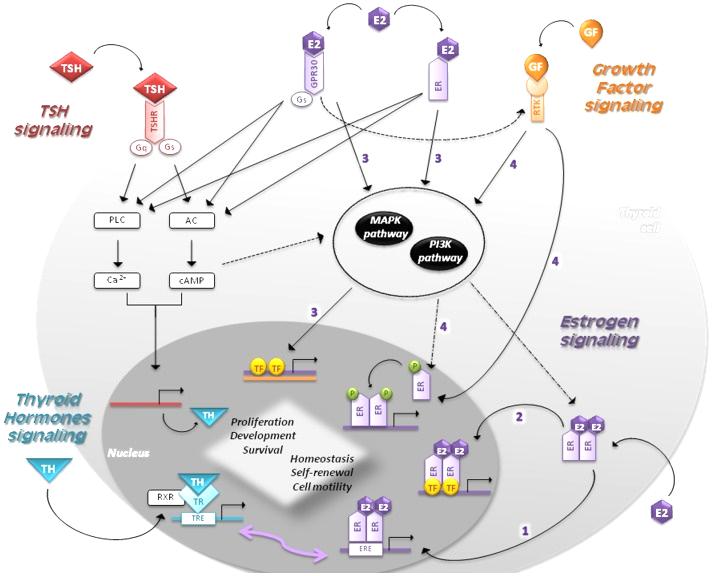 E2
GF
E2
E2
TSH
GPR30
GF
Growth
Factor
signaling
TSH
TSH
signaling
TSHR
Gs
ER
RTK
Gq
Gs
3
3
4
PLC
AC
MAPK
pathway
PI3K
pathway
Thyroid
cell
Ca2+
cAMP
4
3
4
Estrogen
signaling
TF
TF
P
ER
P
P
ER
ER
Thyroid
Hormones
signaling
TH
Proliferation
Development
Survival
Homeostasis
Self-renewal
Cell motility
Nucleus
2
E2
E2
ER
ER
E2
E2
ER
ER
TF
TF
TH
TH
RXR
TR
TRE
E2
E2
ER
ER
ERE
1
E2